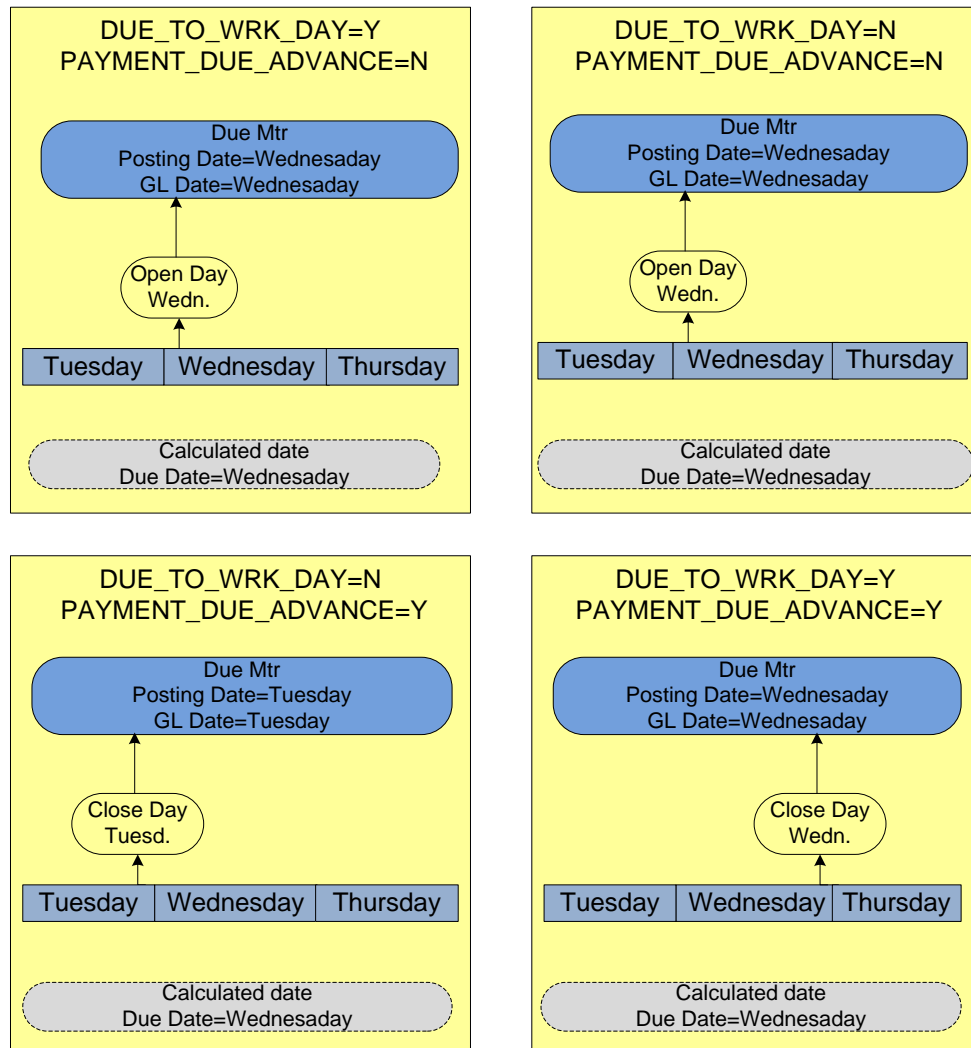 DUE_TO_WRK_DAY=Y
PAYMENT_DUE_ADVANCE=N
Due Mtr
Posting Date=Wednesaday
GL Date=Wednesaday
Open Day
Wedn.
Tuesday Wednesday Thursday
Calculated date
Due Date=Wednesaday
DUE_TO_WRK_DAY=N
PAYMENT_DUE_ADVANCE=N
Due Mtr
Posting Date=Wednesaday
GL Date=Wednesaday
Open Day
Wedn.
Tuesday Wednesday Thursday
Calculated date
Due Date=Wednesaday
DUE_TO_WRK_DAY=N
PAYMENT_DUE_ADVANCE=Y
Due Mtr
Posting Date=Tuesday
GL Date=Tuesday
Close Day
Tuesd.
Tuesday Wednesday Thursday
Calculated date
Due Date=Wednesaday
DUE_TO_WRK_DAY=Y
PAYMENT_DUE_ADVANCE=Y
Due Mtr
Posting Date=Wednesaday
GL Date=Wednesaday
Close Day
Wedn.
Tuesday Wednesday Thursday
Calculated date
Due Date=Wednesaday